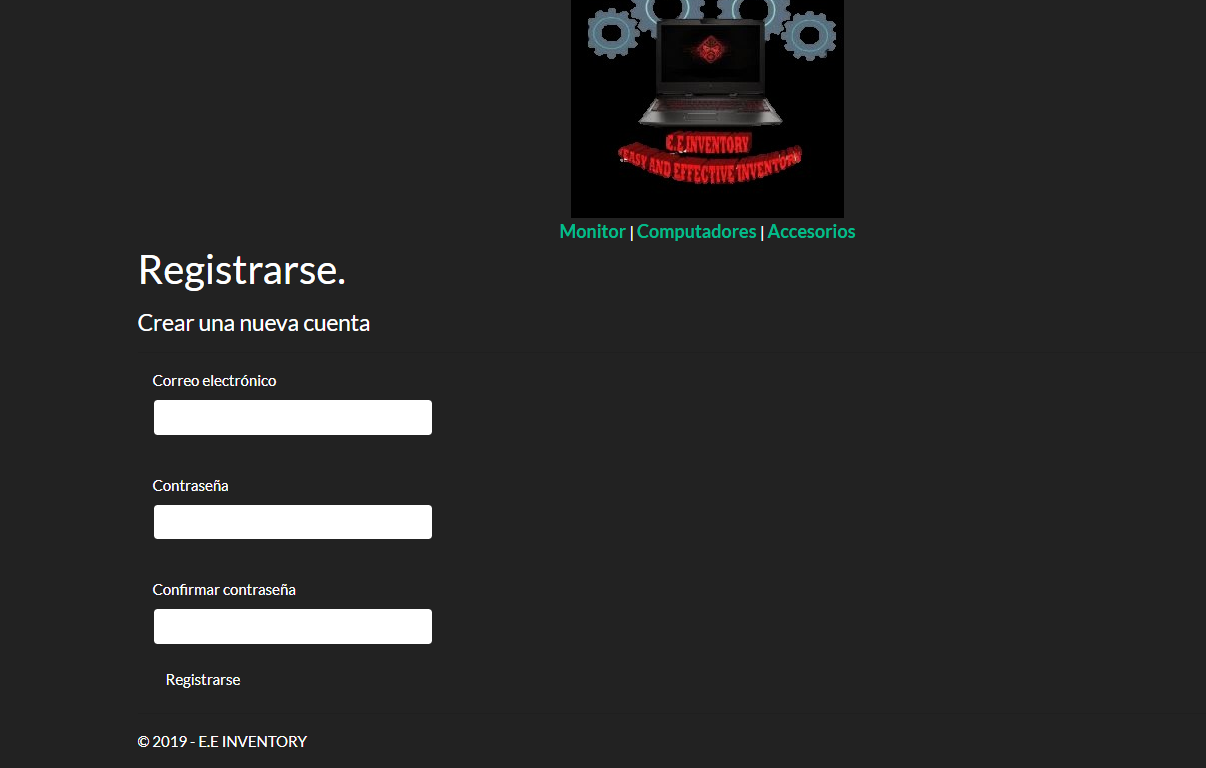 E.E INVENTORY
EASY AND EFFECTIVE INVENTORY
Monitor | Computadores | Accesorios
Registrarse.
Crear una nueva cuenta
Correo electrónico
Contraseña
Confirmar contraseña
Registrarse
© 2019 - E.E INVENTORY